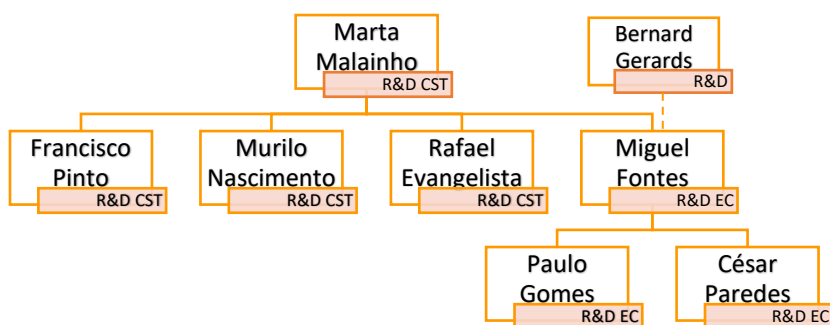 Marta
Malainho
R&D CST
Bernard
Gerards
R&D
Francisco
Pinto
R&D CST
Murilo
Nascimento
R&D CST
Rafael
Evangelista
R&D CST
Miguel
Fontes
R&D EC
Paulo
Gomes
R&D EC
César
Paredes
R&D EC